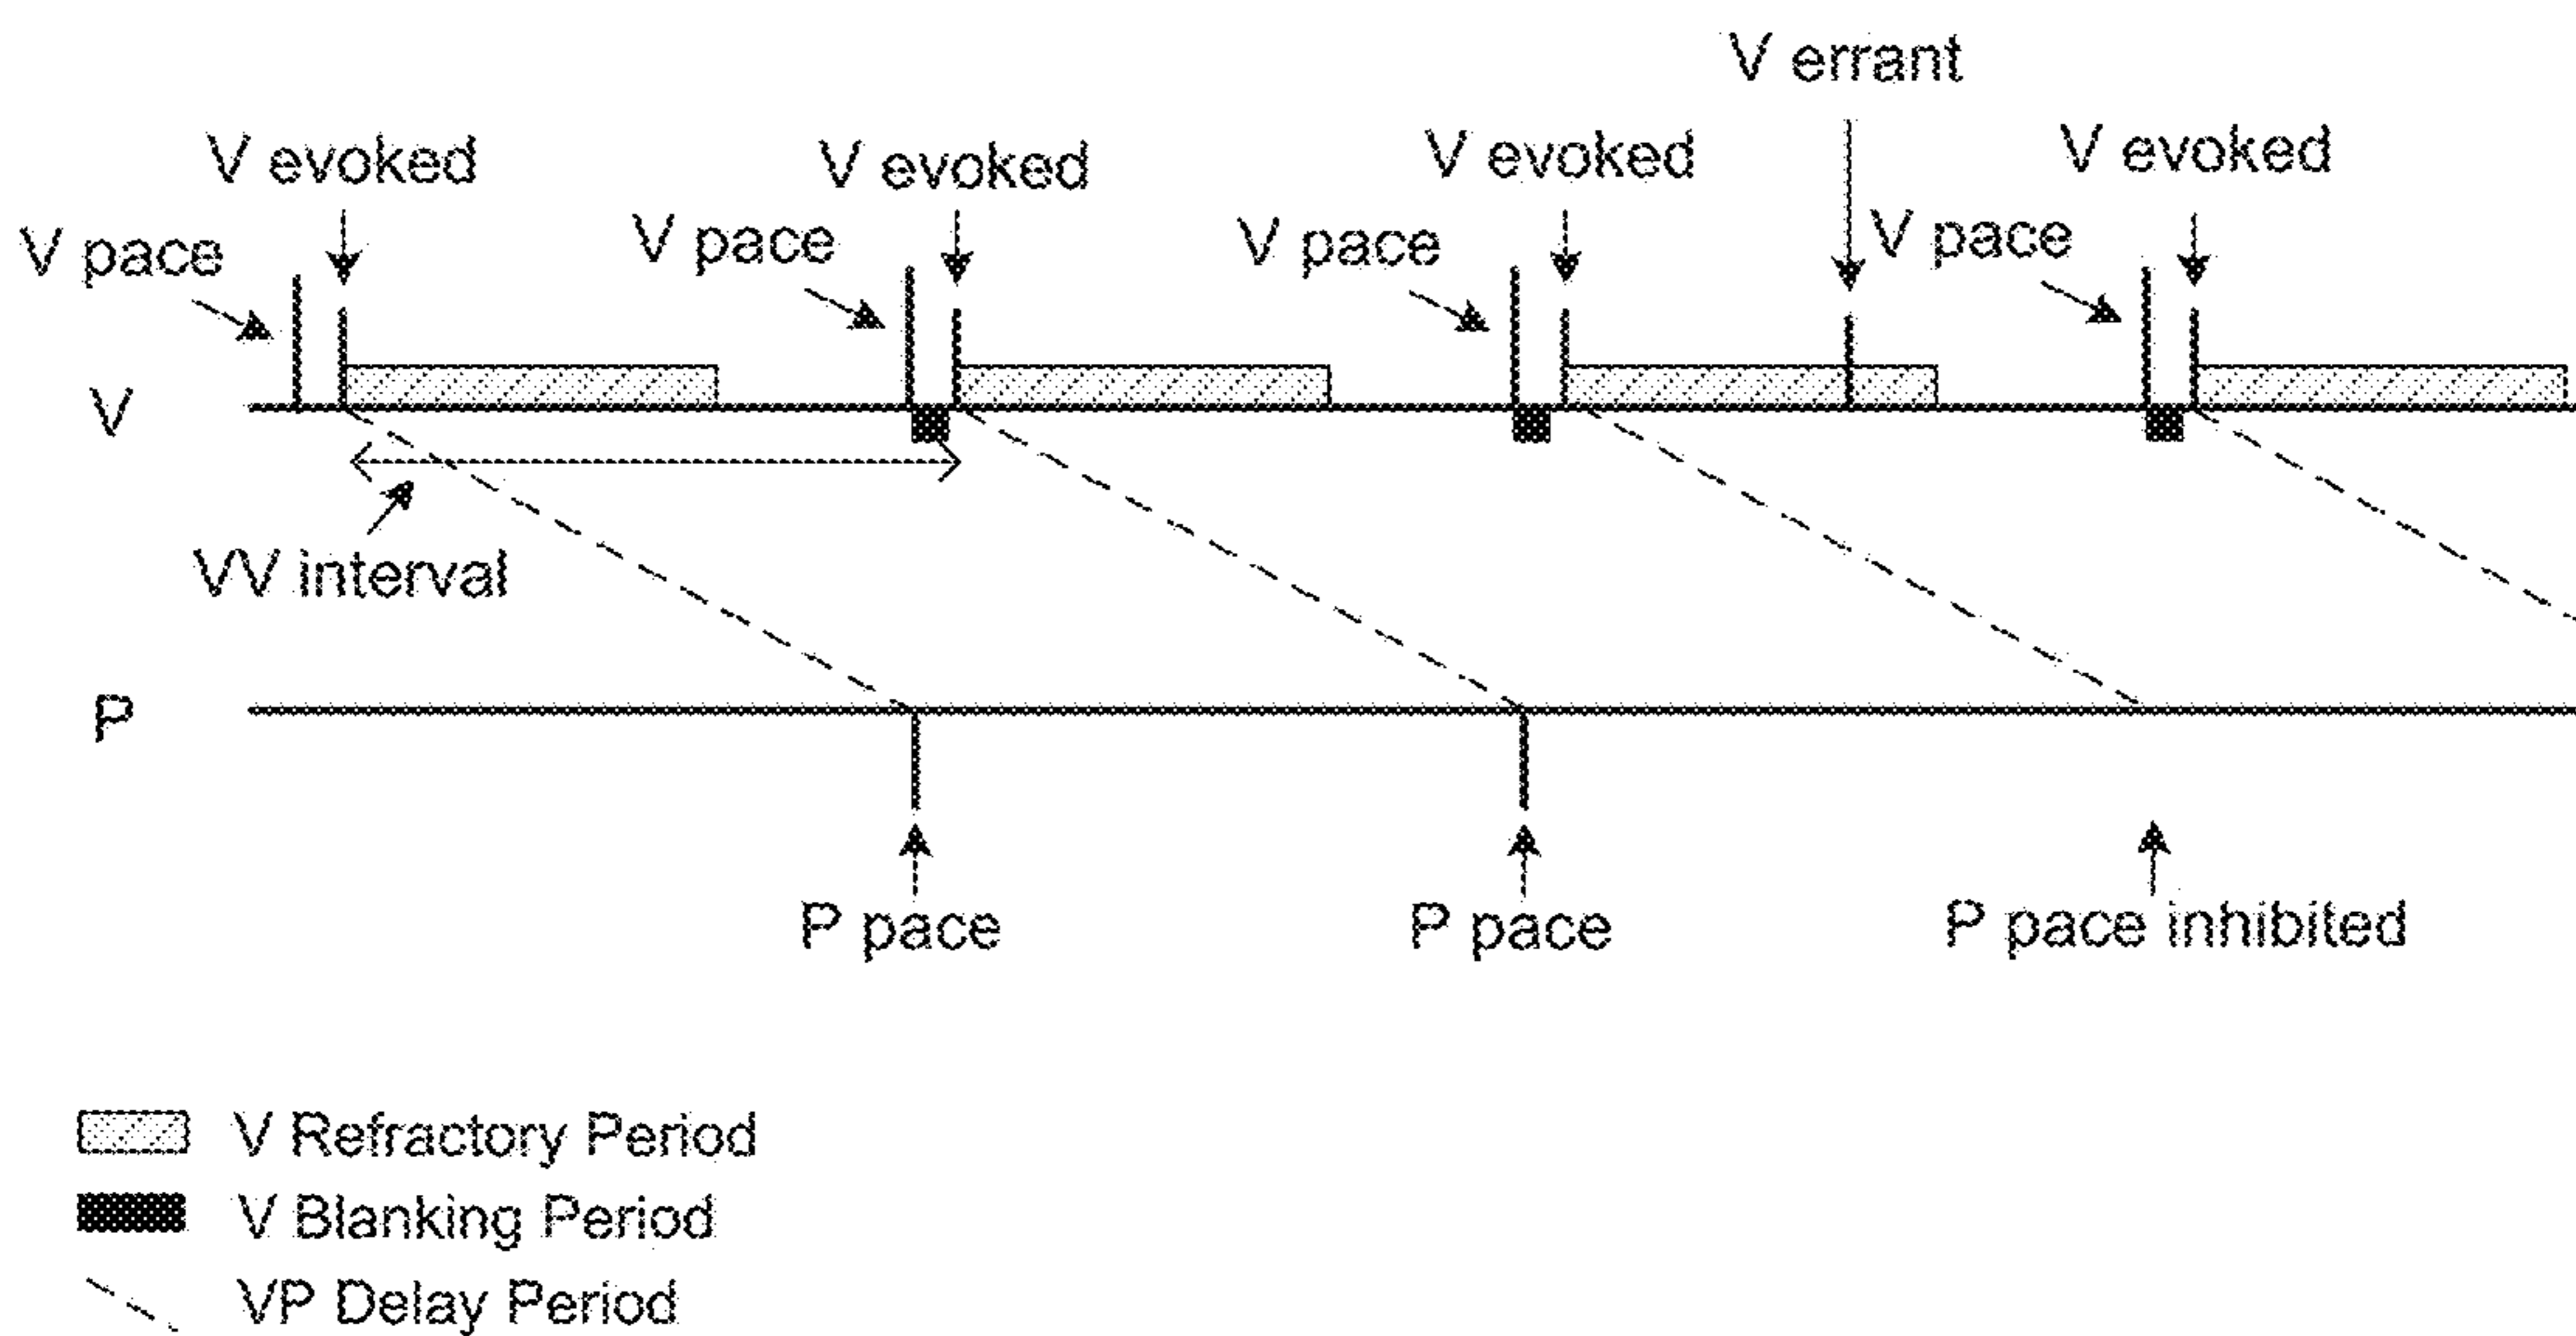 V errant
V evoked
V evoked
V evoked
V evoked
V pace
V pace
V pace
V pace
V
VV interval
P
P pace
P pace
P pace inhibited
V Refractory Period
V Blanking Period
VP Delay Period